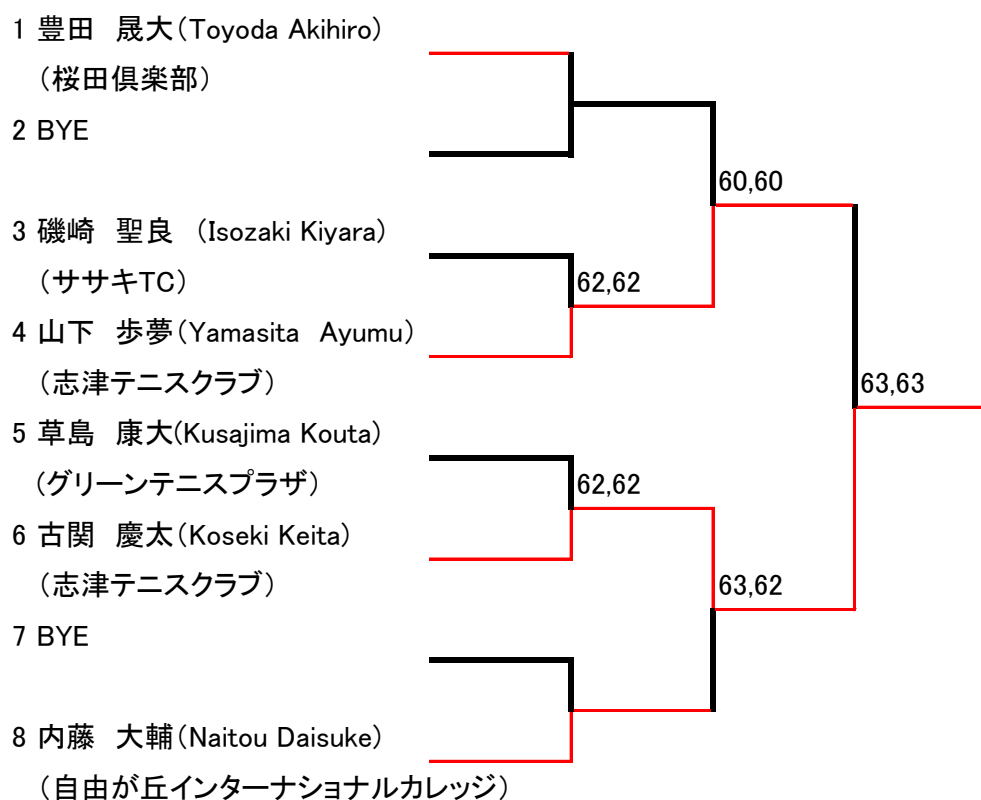 1 豊田　晟大(Toyoda Akihiro)
（桜田倶楽部）
2 BYE
60,60
3 磯崎　聖良　(Isozaki Kiyara)
（ササキTC）
62,62
4 山下　歩夢(Yamasita　Ayumu)
（志津テニスクラブ）
63,63
5 草島　康大(Kusajima Kouta)
(グリーンテニスプラザ）
62,62
6 古関　慶太(Koseki Keita)
（志津テニスクラブ）
63,62
7 BYE
8 内藤　大輔(Naitou Daisuke)
（自由が丘インターナショナルカレッジ）